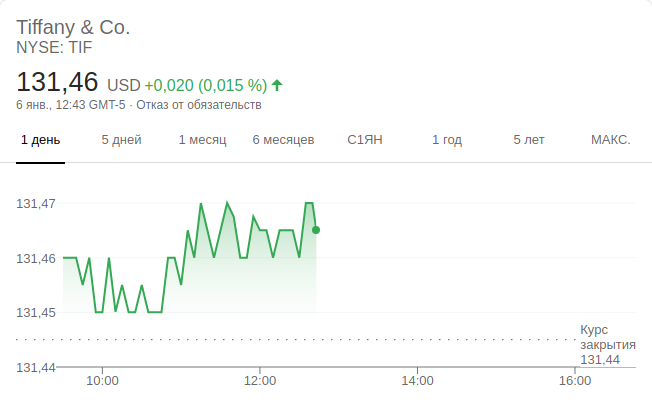 Tiffany & Co.
NYSE: TIF
131,46 USD +0,020 (0,015 %)
6 янв., 12:43 GMT-5 · Отказ от обязательств
1 день 5 дней 1 месяц 6 месяцев С1ЯН 1 год 5 лет МАКС.
131,47
131,46
131,45
Курс
закрытия
131,44
131,44
10:00 12:00 14:00 16:00